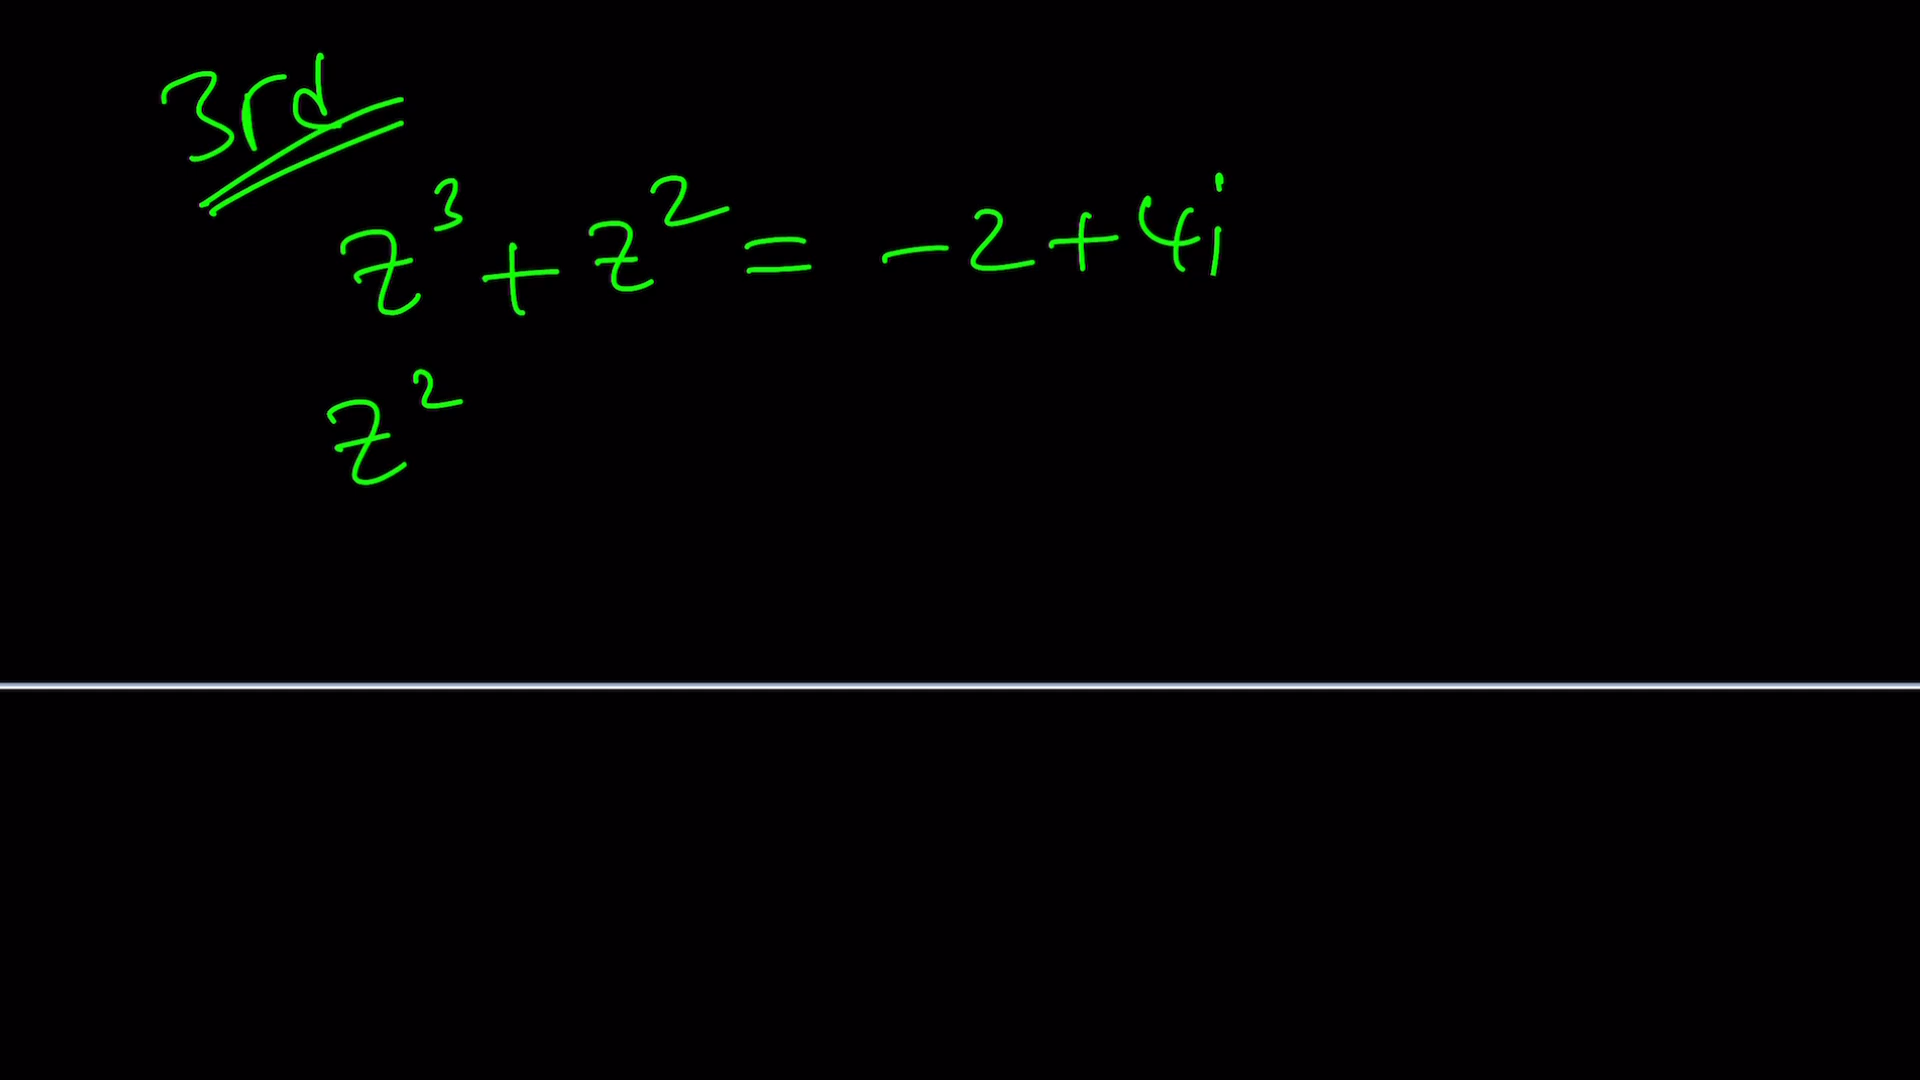 3rd
z³ + z² = -2 + 4i
z²